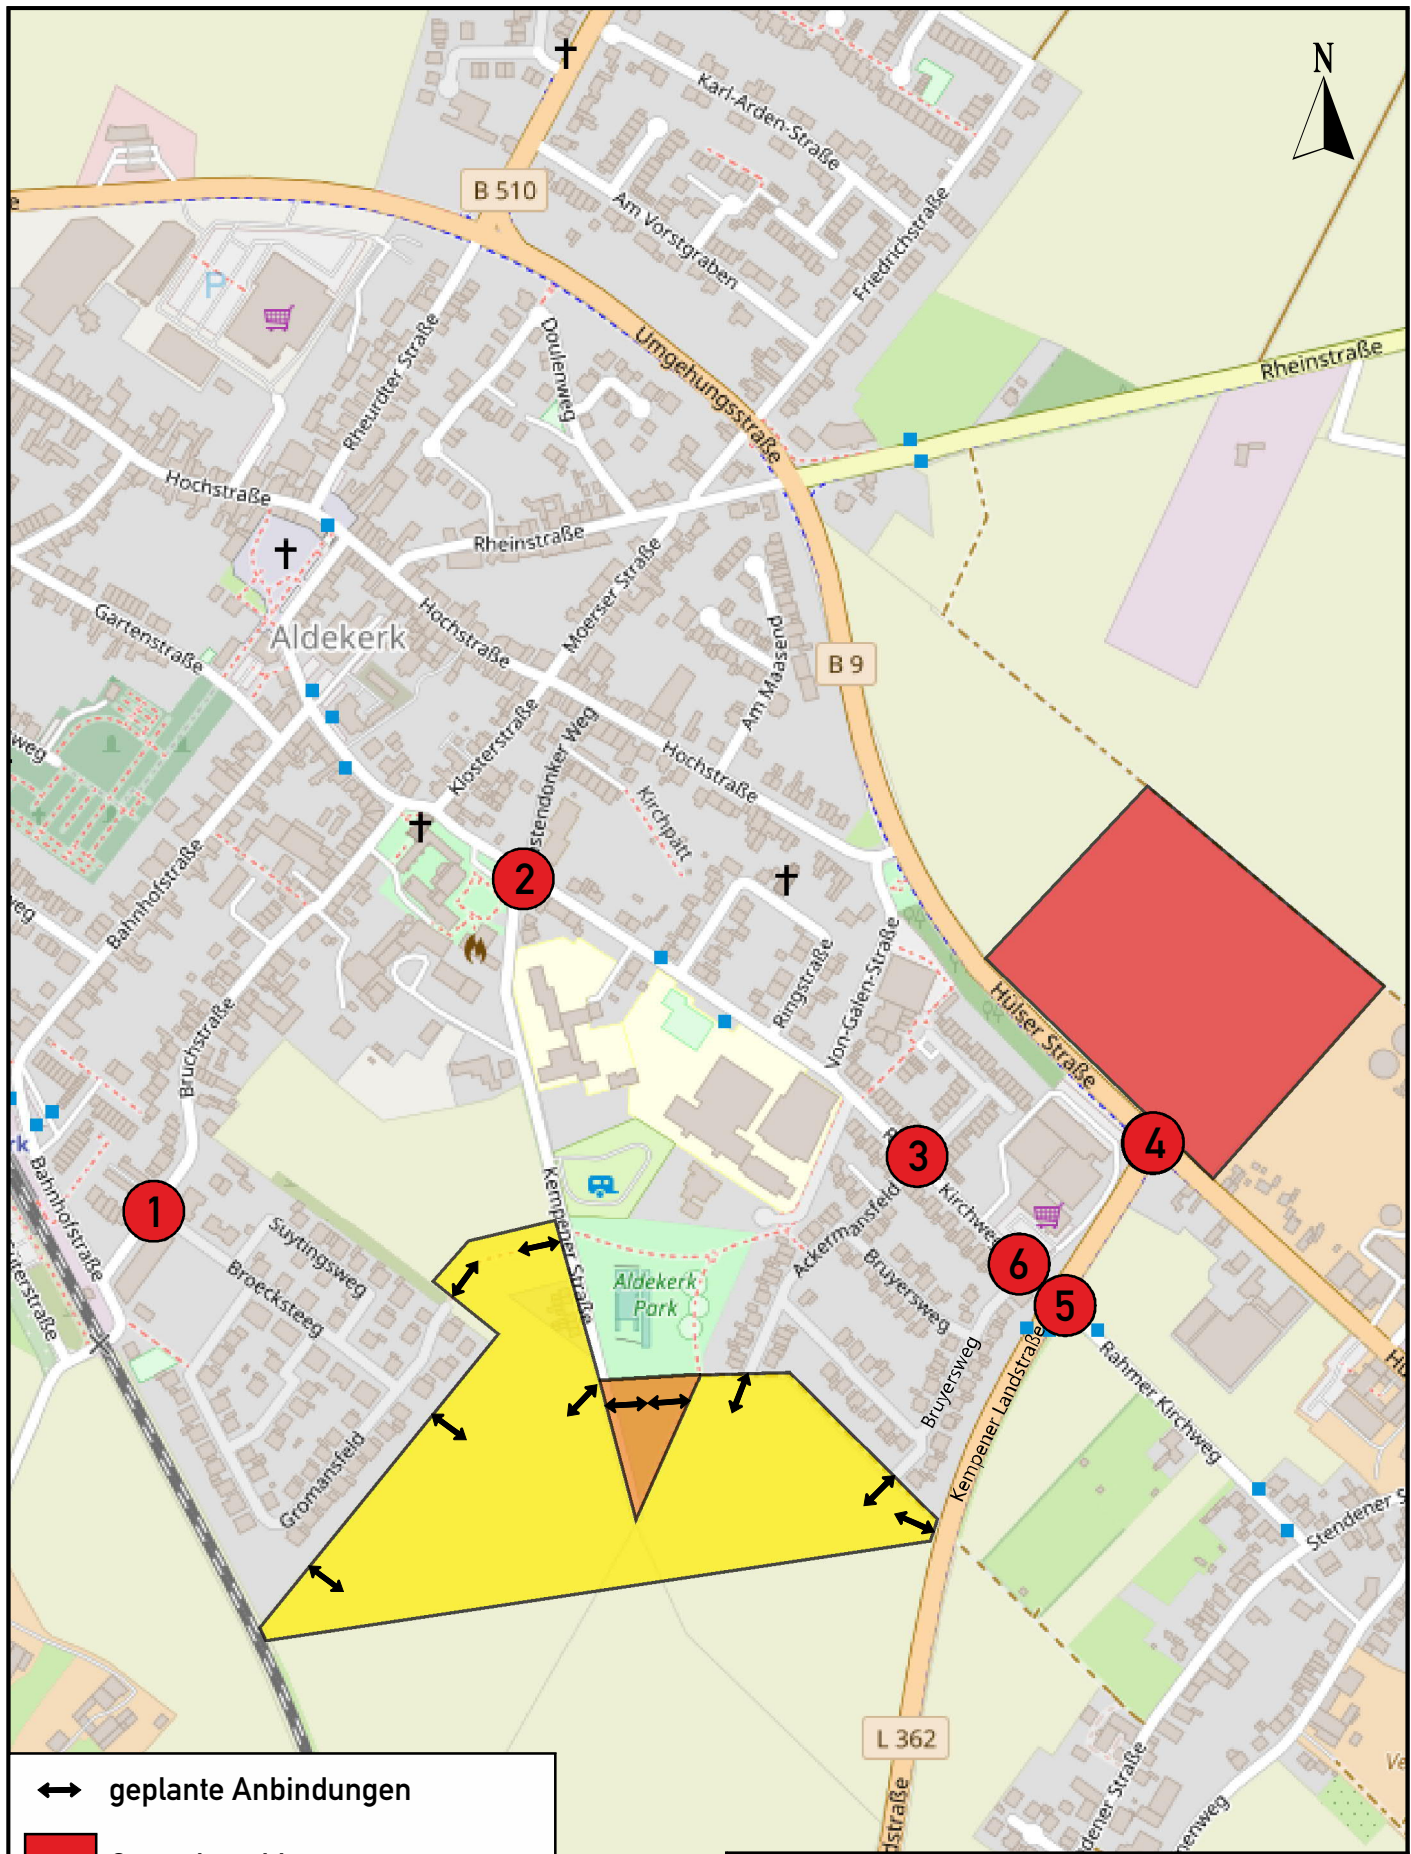 N
Karl-Arden-Straße
B 510
Am Vorstgraben
Friedrichstraße
P
Umgehungsstraße
Doulenweg
Rheurdter Straße
Rheinstraße
Hochstraße
Rheinstraße
Moerser Straße
Gartenstraße
Aldekerk
Hochstraße
Am Maaseupd
B 9
Klosterstraße
Hochstraße
weg
Kirchpatt
Bahnhofstraße
2
Ringstraße
Von-Galen-Straße
Hülser Straße
Bruchstraße
4
3
Bahnhofstraße
1
Kempener Straße
Kirchweg
Ackermansfeld
Suytingsweg
Broecksteeg
Bruyersweg
6
5
Aldekerk
Park
Rahmer Kirchweg
Bruyersweg
Kempener Landstraße
Gromansfeld
Stendener S
L 362
geplante Anbindungen